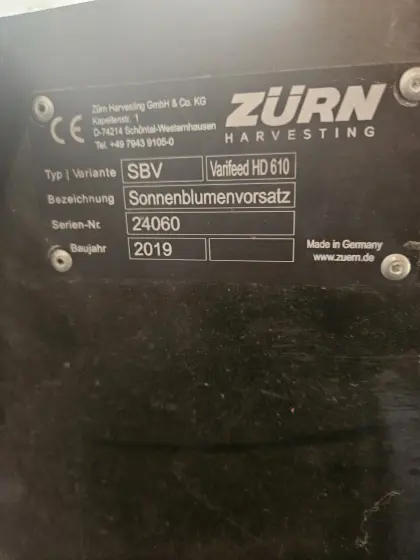 Zürn Harvesting GmbH & Co. KG
Kapellenstr. 1
D-74214 Schöntal-Westernhausen
Tel. +49 7943 9105-0
CE
ZÜRN
HARVESTING
Typ | Variante SBV Varifeed HD 610
Bezeichnung Sonnenblumenvorsatz
Serien-Nr. 24060
Baujahr 2019
Made in Germany
www.zuern.de